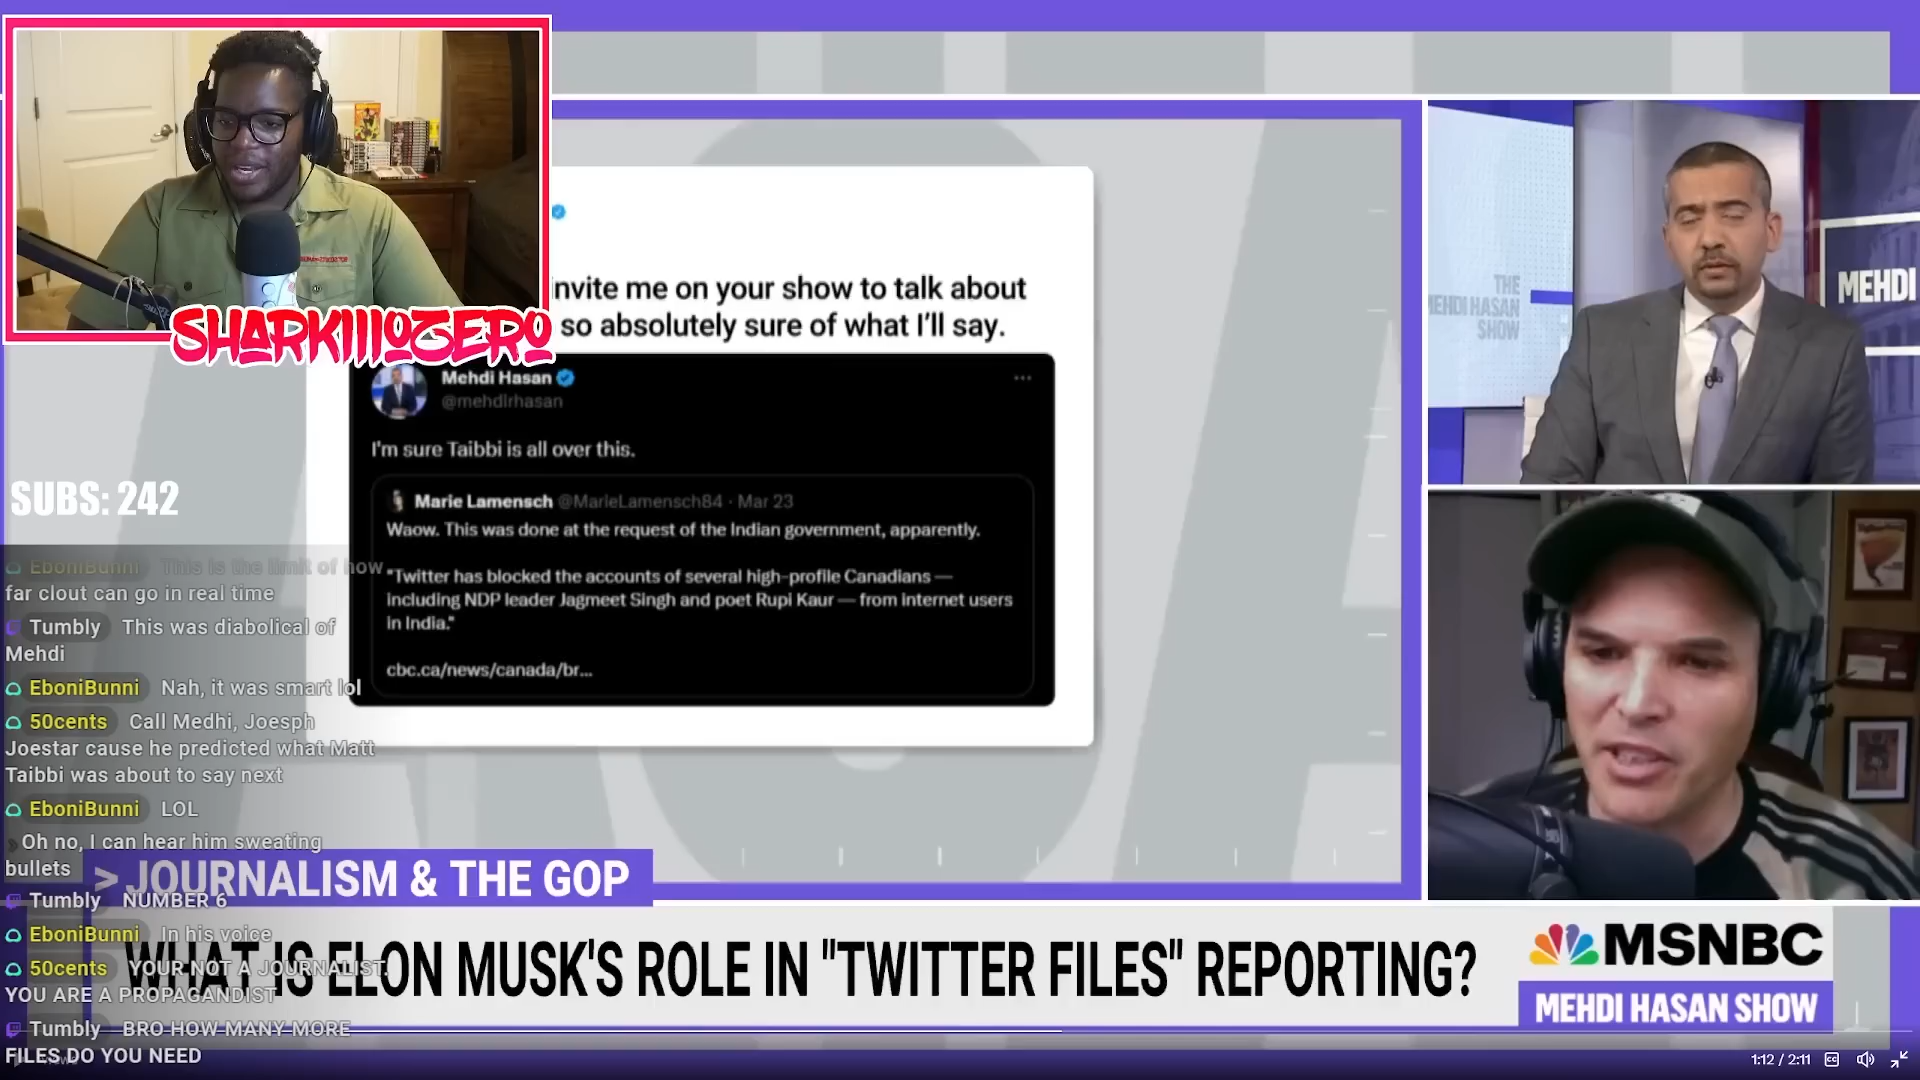 SHARK1110ZERO
invite me on your show to talk about
so absolutely sure of what I'll say.
Mehdi Hasan
@mehdirhasan
I'm sure Taibbi is all over this.
Marie Lamensch @MarieLamensch84 · Mar 23
Waow. This was done at the request of the Indian government, apparently.
"Twitter has blocked the accounts of several high-profile Canadians —
including NDP leader Jagmeet Singh and poet Rupi Kaur — from internet users
in India."
cbc.ca/news/canada/br...
THE
MEHDI HASAN
SHOW
MEHDI
SUBS: 242
EboniBunni This is the limit of how
far clout can go in real time
Tumbly This was diabolical of
Mehdi
EboniBunni Nah, it was smart lol
50cents Call Medhi, Joesph
Joestar cause he predicted what Matt
Taibbi was about to say next
EboniBunni LOL
Oh no, I can hear him sweating
bullets
Tumbly NUMBER 6
EboniBunni In his voice
50cents YOUR NOT A JOURNALIST.
YOU ARE A PROPAGANDIST
Tumbly BRO HOW MANY MORE
FILES DO YOU NEED
> JOURNALISM & THE GOP
WHAT IS ELON MUSK'S ROLE IN "TWITTER FILES" REPORTING?
MSNBC
MEHDI HASAN SHOW
1:12 / 2:11